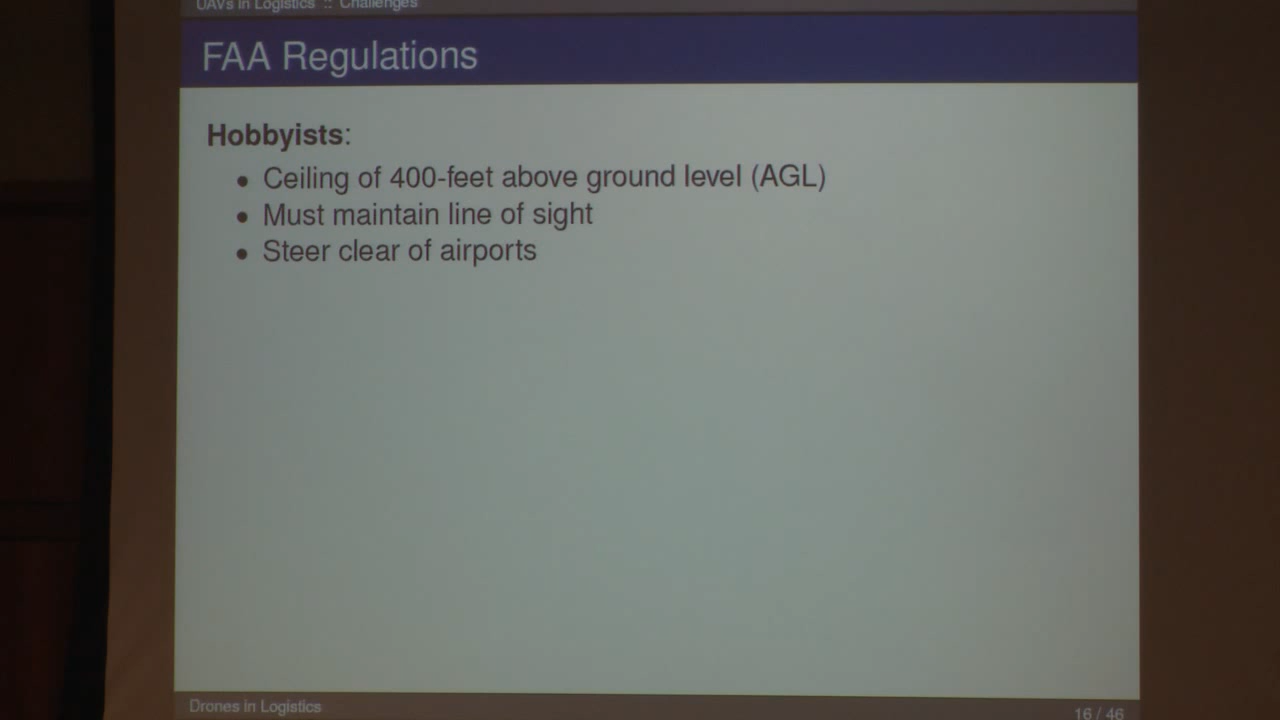 UAVs in Logistics :: Challenges
FAA Regulations
Hobbyists:
• Ceiling of 400-feet above ground level (AGL)
• Must maintain line of sight
• Steer clear of airports
Drones in Logistics
16 / 46